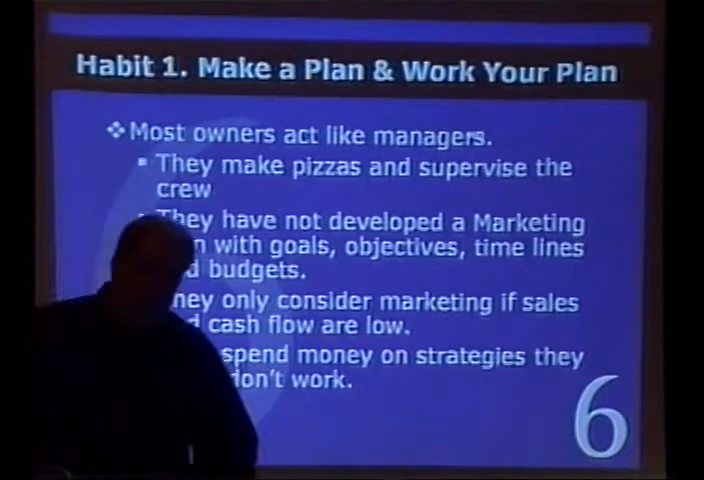 Habit 1. Make a Plan & Work Your Plan
Most owners act like managers.
They make pizzas and supervise the
crew
They have not developed a Marketing
with goals, objectives, time lines
budgets.
only consider marketing if sales
cash flow are low.
spend money on strategies they
don't work.
6